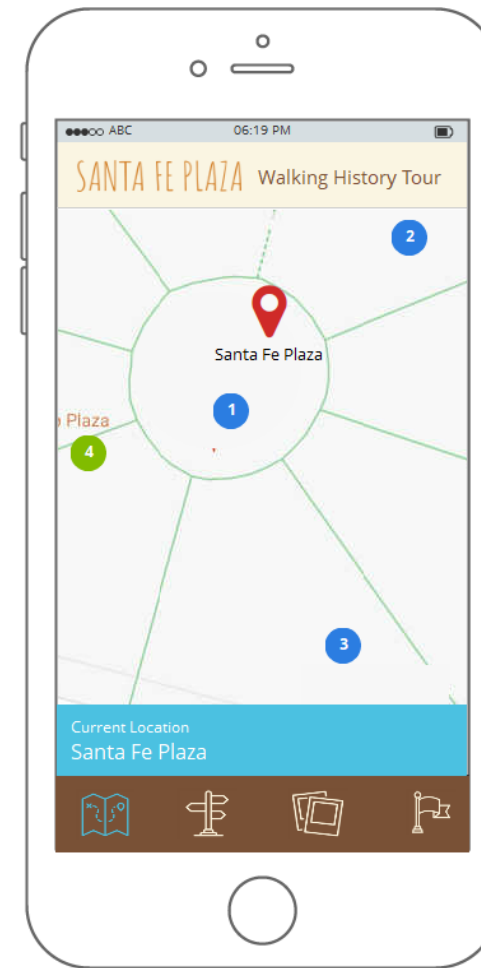 ABC 06:19 PM
SANTA FE PLAZA Walking History Tour
2
Santa Fe Plaza
1
Plaza
4
3
Current Location
Santa Fe Plaza